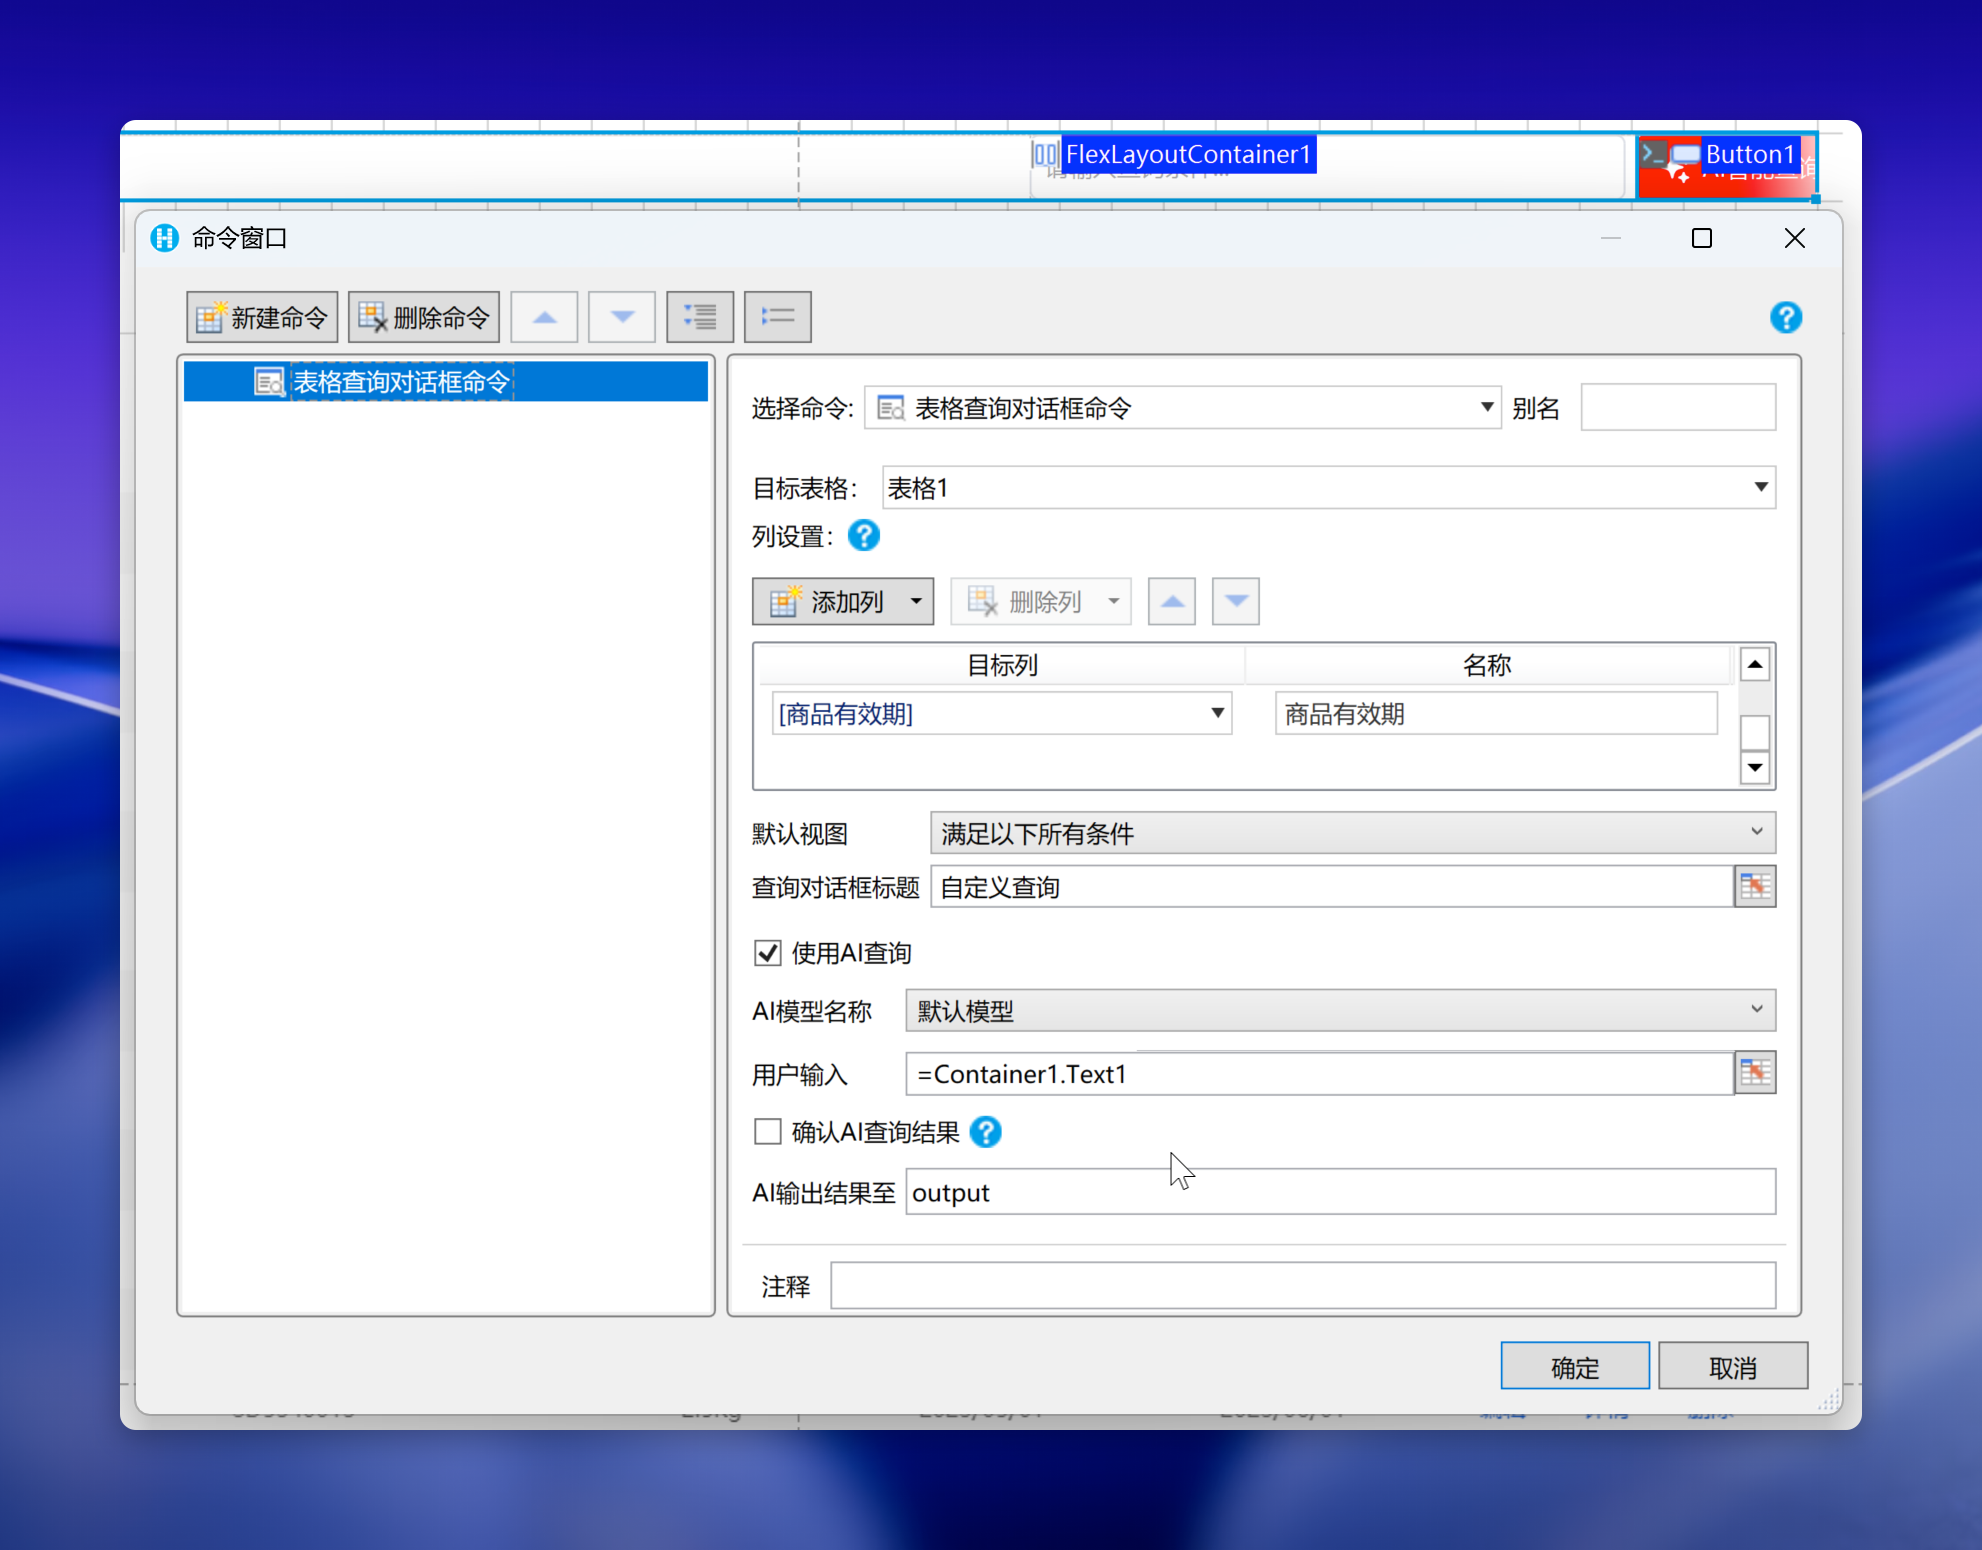 FlexLayoutContainer1
Button1
命令窗口
新建命令
删除命令
表格查询对话框命令
选择命令:
表格查询对话框命令
别名
目标表格:
表格1
列设置:
添加列
删除列
目标列
名称
[商品有效期]
商品有效期
默认视图
满足以下所有条件
查询对话框标题
自定义查询
使用AI查询
AI模型名称
默认模型
用户输入
=Container1.Text1
确认AI查询结果
AI输出结果至
output
注释
确定
取消